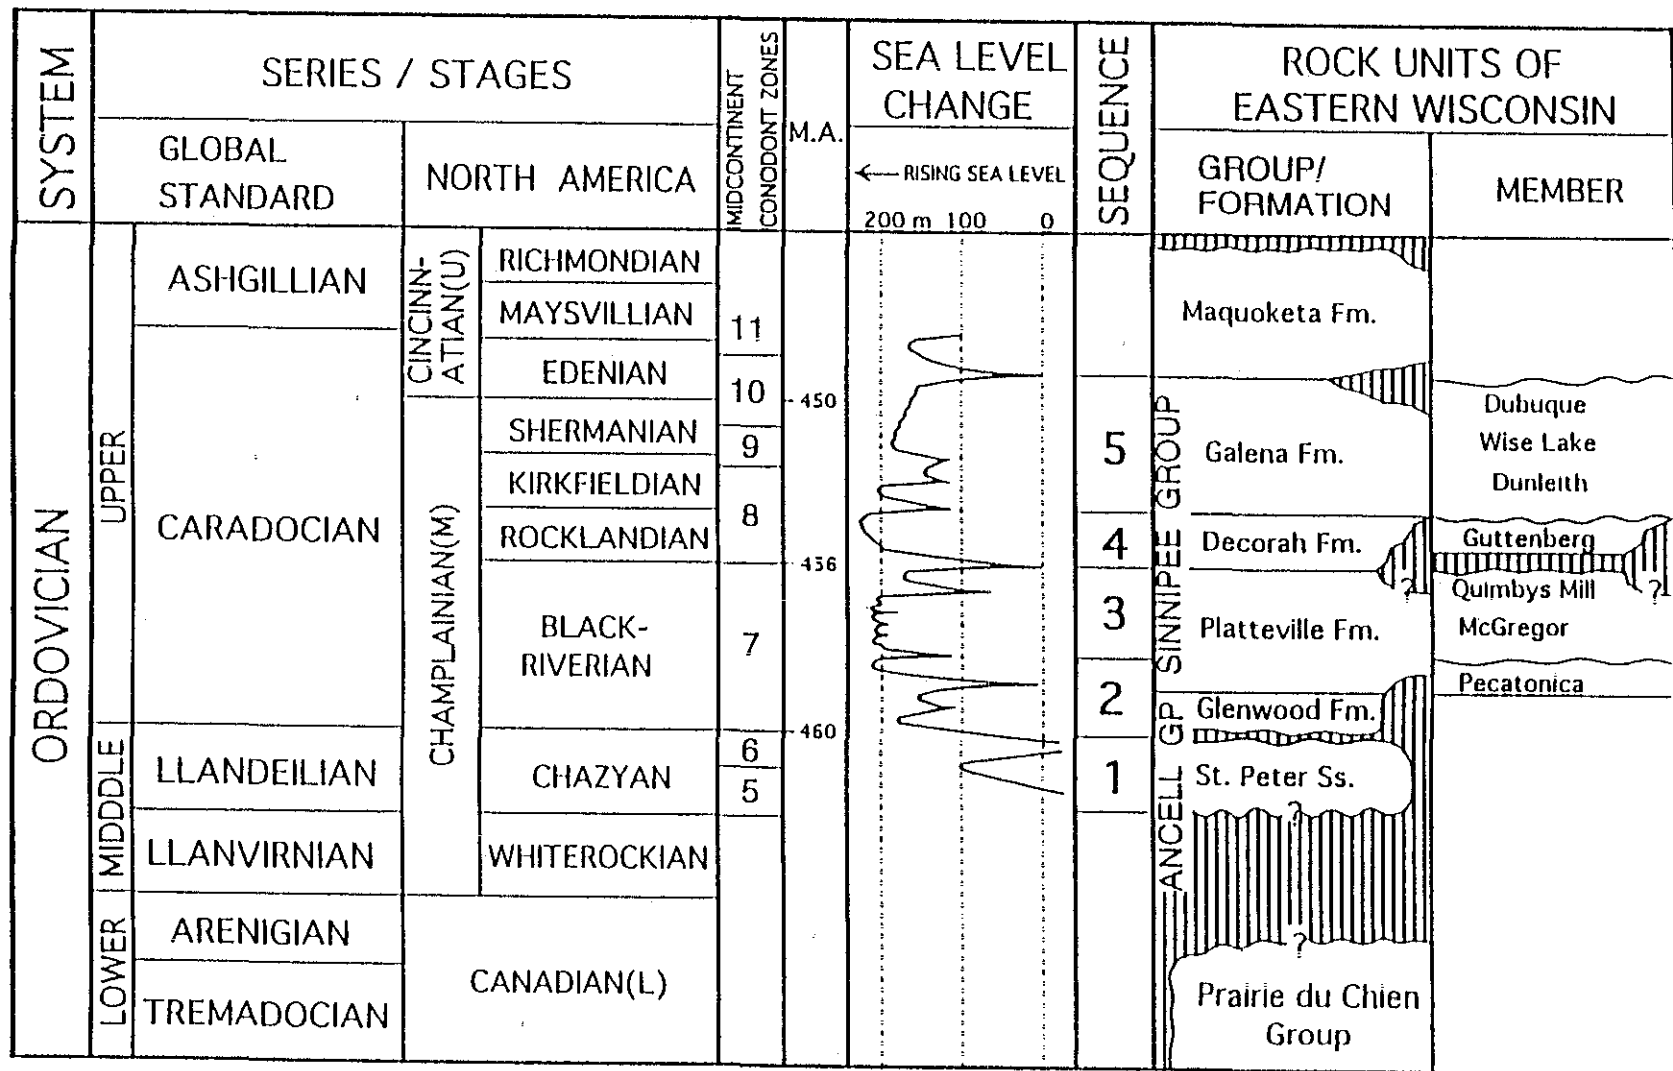 SYSTEM
SERIES / STAGES
GLOBAL
STANDARD
NORTH AMERICA
MIDCONTINENT
CONODONT ZONES
M.A.
SEA LEVEL
CHANGE
← RISING SEA LEVEL
200 m 100 0
SEQUENCE
ROCK UNITS OF
EASTERN WISCONSIN
GROUP/
FORMATION
MEMBER
ORDOVICIAN
UPPER
MIDDLE
LOWER
ASHGILLIAN
CARADOCIAN
LLANDEILIAN
LLANVIRNIAN
ARENIGIAN
TREMADOCIAN
CINCINN-
ATIAN(U)
CHAMPLAINIAN(M)
CANADIAN(L)
RICHMONDIAN
MAYSVILLIAN
EDENIAN
SHERMANIAN
KIRKFIELDIAN
ROCKLANDIAN
BLACK-
RIVERIAN
CHAZYAN
WHITEROCKIAN
11
10
9
8
7
6
5
450
456
460
5
4
3
2
1
SINNIPEE GROUP
ANCELL GP
Maquoketa Fm.
Galena Fm.
Decorah Fm.
?
Platteville Fm.
Glenwood Fm.
St. Peter Ss.
?
?
Prairie du Chien
Group
Dubuque
Wise Lake
Dunleith
Guttenberg
Quimbys Mill ?
McGregor
Pecatonica